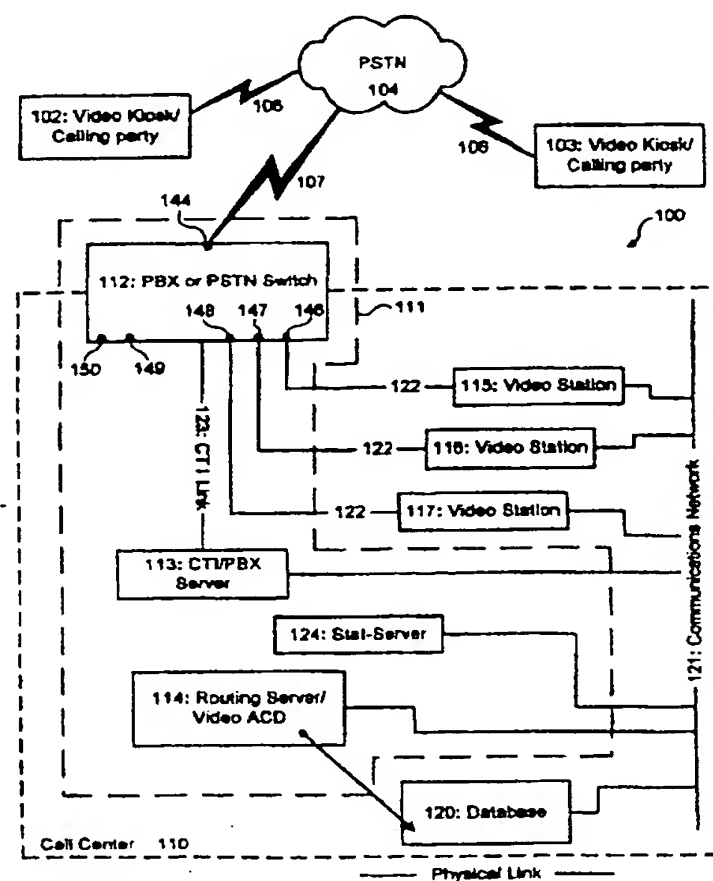 PSTN
104
105
102: Video Kiosk/
Calling party
106
103: Video Kiosk/
Calling party
107
144
100
112: PBX or PSTN Switch
148
147
146
111
150
149
122
115: Video Station
123: CTI Link
122
116: Video Station
122
117: Video Station
121: Communications Network
113: CTI/PBX
Server
124: Stat-Server
114: Routing Server/
Video ACD
120: Database
Call Center 110
Physical Link